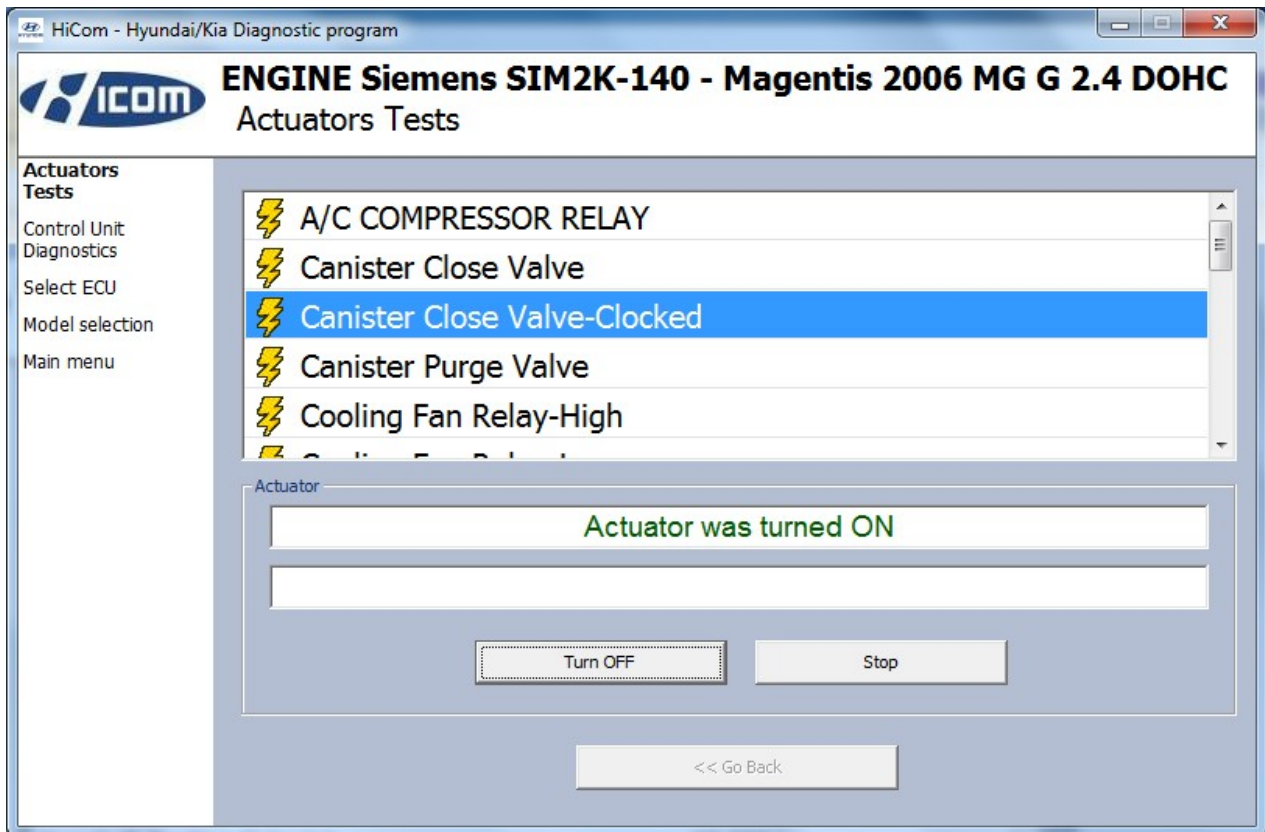 HiCom - Hyundai/Kia Diagnostic program
HICOM
ENGINE Siemens SIM2K-140 - Magentis 2006 MG G 2.4 DOHC
Actuators Tests
Actuators
Tests
Control Unit
Diagnostics
Select ECU
Model selection
Main menu
A/C COMPRESSOR RELAY
Canister Close Valve
Canister Close Valve-Clocked
Canister Purge Valve
Cooling Fan Relay-High
Actuator
Actuator was turned ON
Turn OFF
Stop
<< Go Back